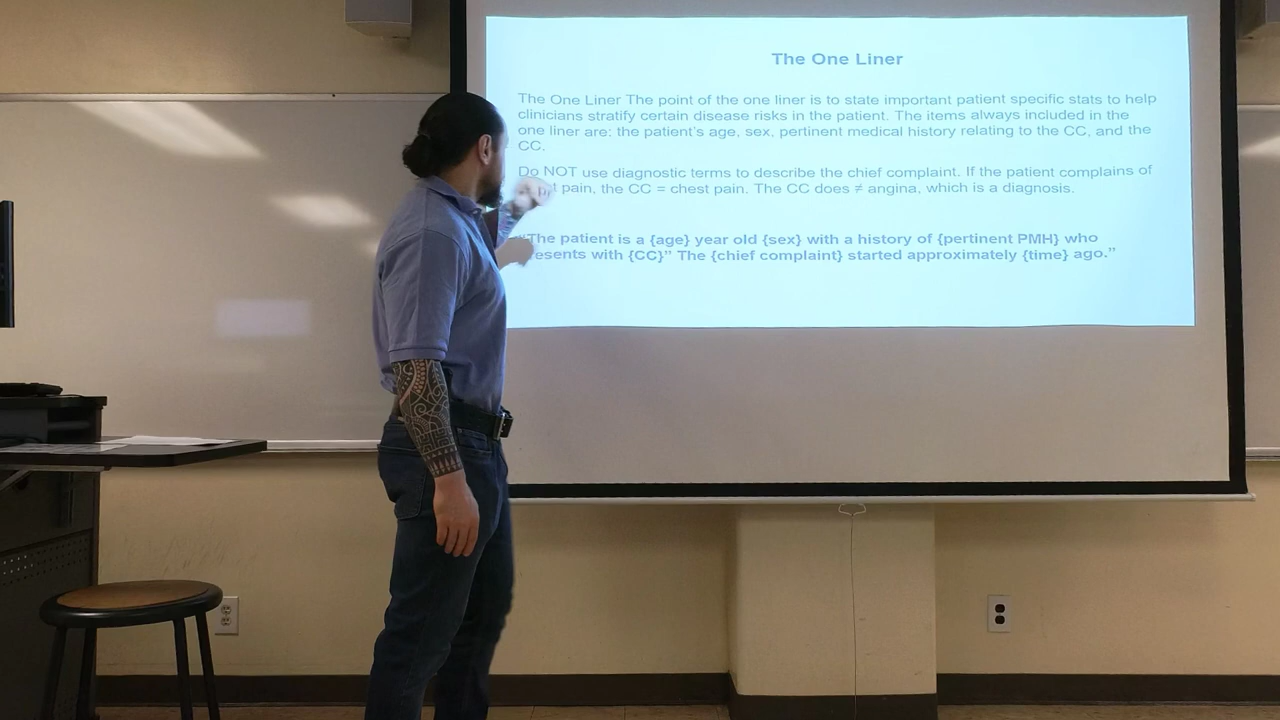 The One Liner
The One Liner The point of the one liner is to state important patient specific stats to help
clinicians stratify certain disease risks in the patient. The items always included in the
one liner are: the patient's age, sex, pertinent medical history relating to the CC, and the
CC.
Do NOT use diagnostic terms to describe the chief complaint. If the patient complains of
pain, the CC = chest pain. The CC does ≠ angina, which is a diagnosis.
"The patient is a {age} year old {sex} with a history of {pertinent PMH} who
with {CC}" The {chief complaint} started approximately {time} ago."